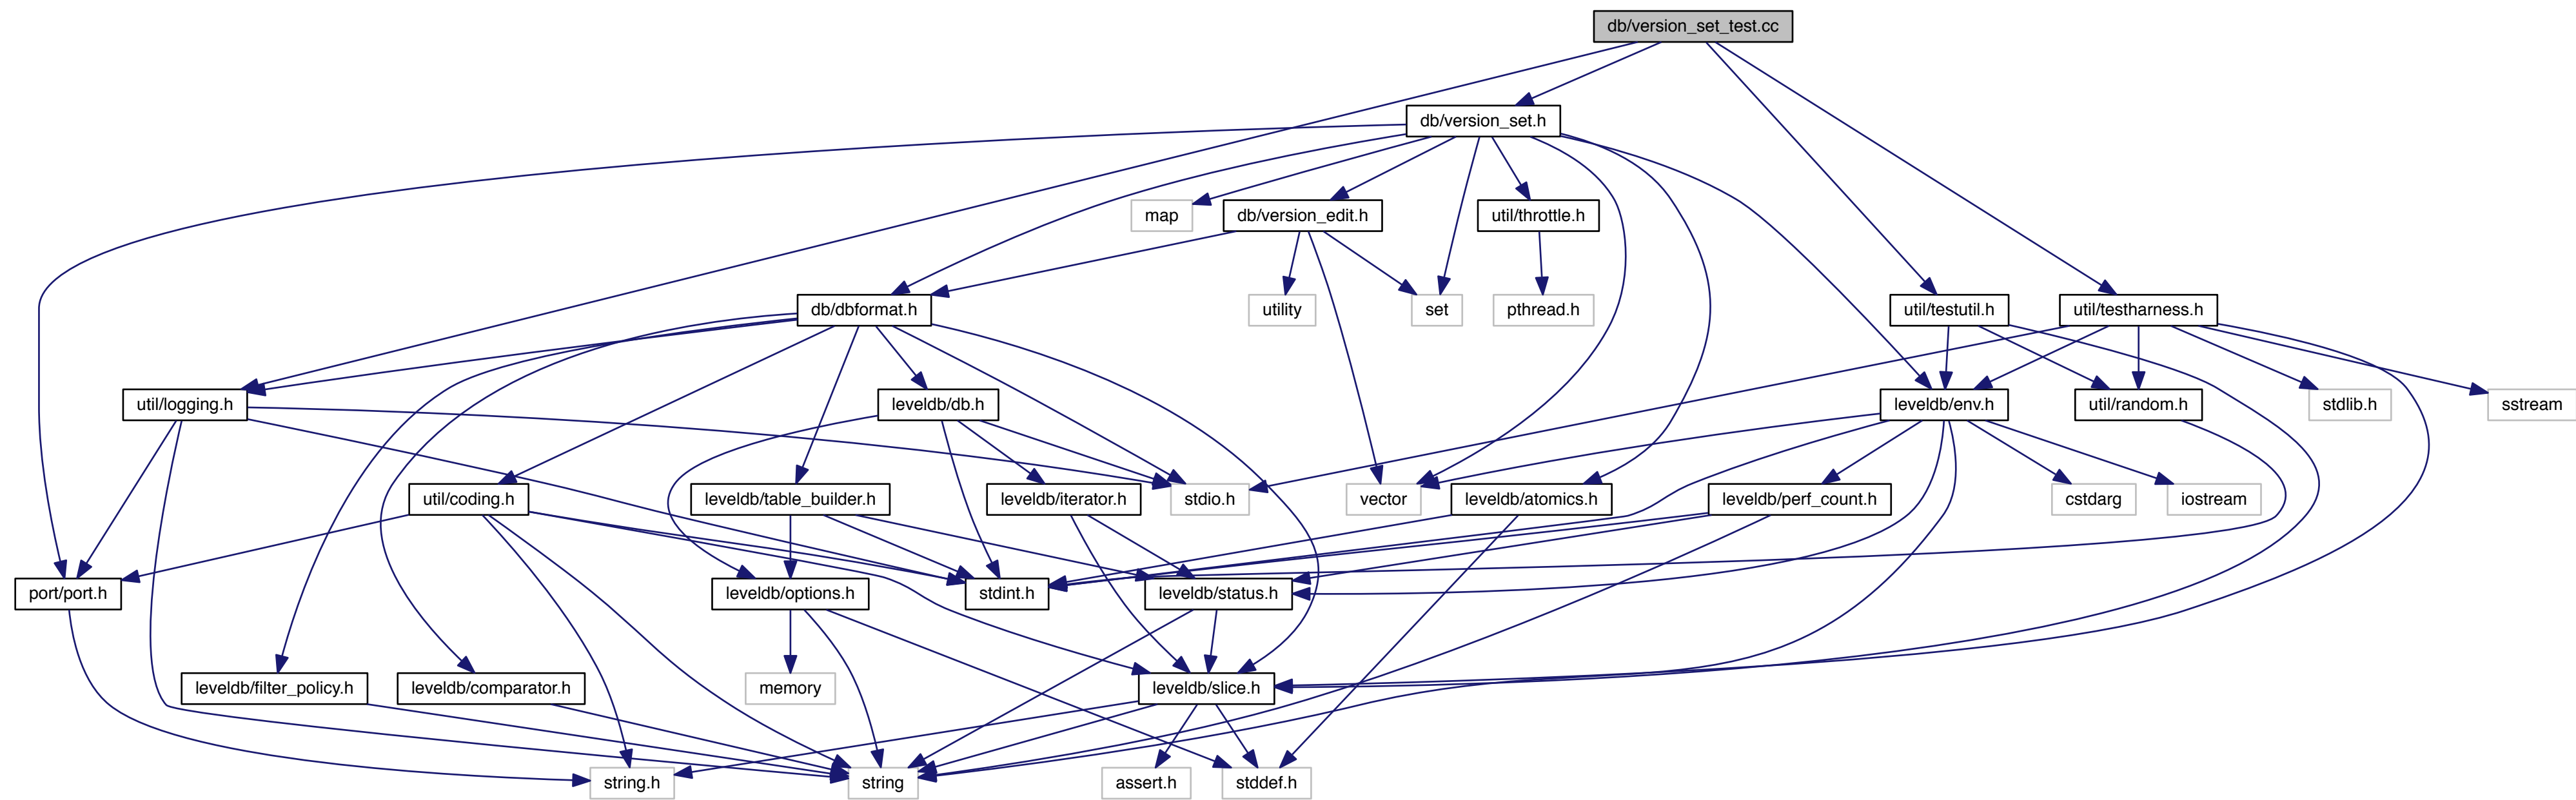 db/version_set_test.cc
db/version_set.h
map
db/version_edit.h
util/throttle.h
db/dbformat.h
utility
set
pthread.h
util/testutil.h
util/testharness.h
util/logging.h
leveldb/db.h
leveldb/env.h
util/random.h
stdlib.h
sstream
util/coding.h
leveldb/table_builder.h
leveldb/iterator.h
stdio.h
vector
leveldb/atomics.h
leveldb/perf_count.h
cstdarg
iostream
port/port.h
leveldb/options.h
stdint.h
leveldb/status.h
leveldb/filter_policy.h
leveldb/comparator.h
memory
leveldb/slice.h
string.h
string
assert.h
stddef.h